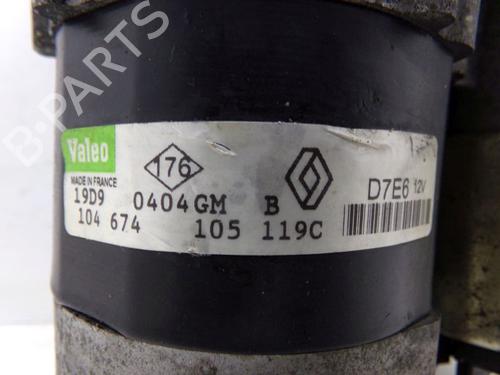 B-PARTS
Valeo
MADE IN FRANCE
176
19D9 0404GM B
104 674 105 119C
D7E6 12V